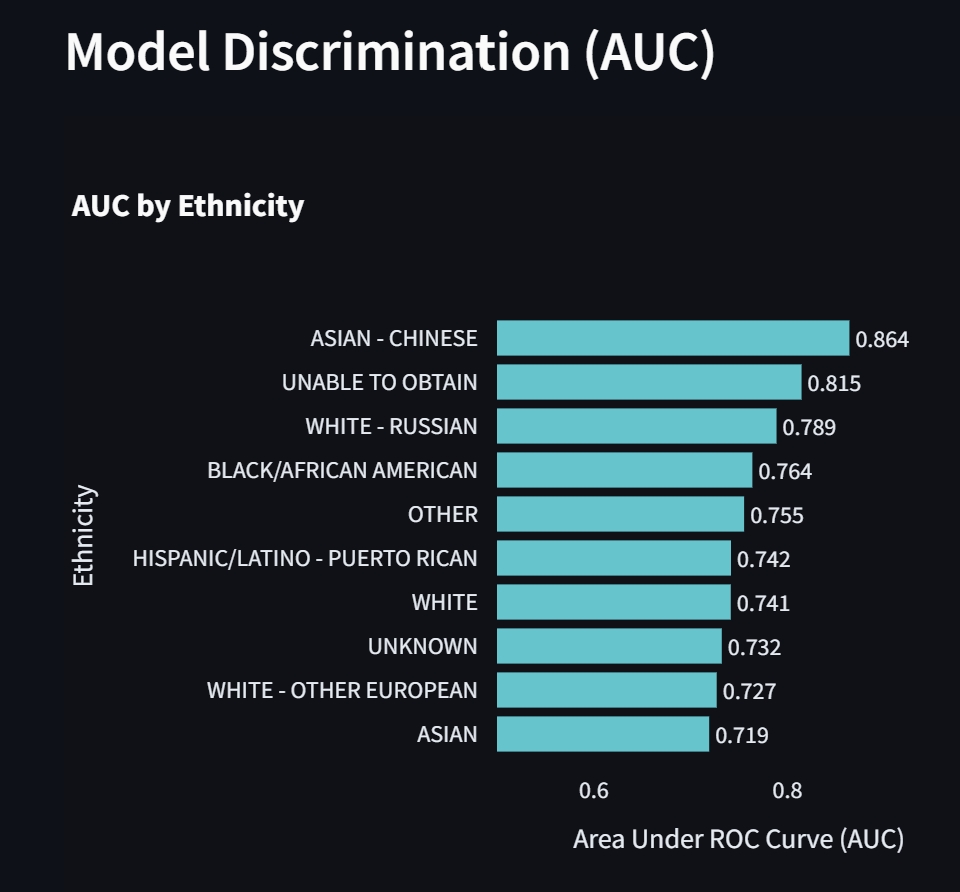 Model Discrimination (AUC)
AUC by Ethnicity
Ethnicity
ASIAN - CHINESE 0.864
UNABLE TO OBTAIN 0.815
WHITE - RUSSIAN 0.789
BLACK/AFRICAN AMERICAN 0.764
OTHER 0.755
HISPANIC/LATINO - PUERTO RICAN 0.742
WHITE 0.741
UNKNOWN 0.732
WHITE - OTHER EUROPEAN 0.727
ASIAN 0.719
0.6 0.8
Area Under ROC Curve (AUC)